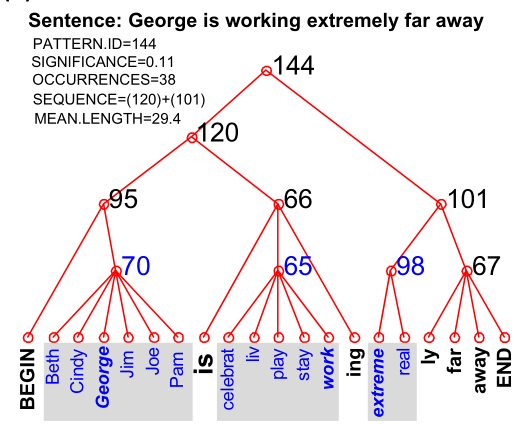 Sentence: George is working extremely far away
PATTERN.ID=144
SIGNIFICANCE=0.11
OCCURRENCES=38
SEQUENCE=(120)+(101)
MEAN.LENGTH=29.4
144
120
95
66
101
70
65
98
67
BEGIN
Beth
Cindy
George
Jim
Joe
Pam
is
celebrat
liv
play
stay
work
ing
extreme
real
ly
far
away
END